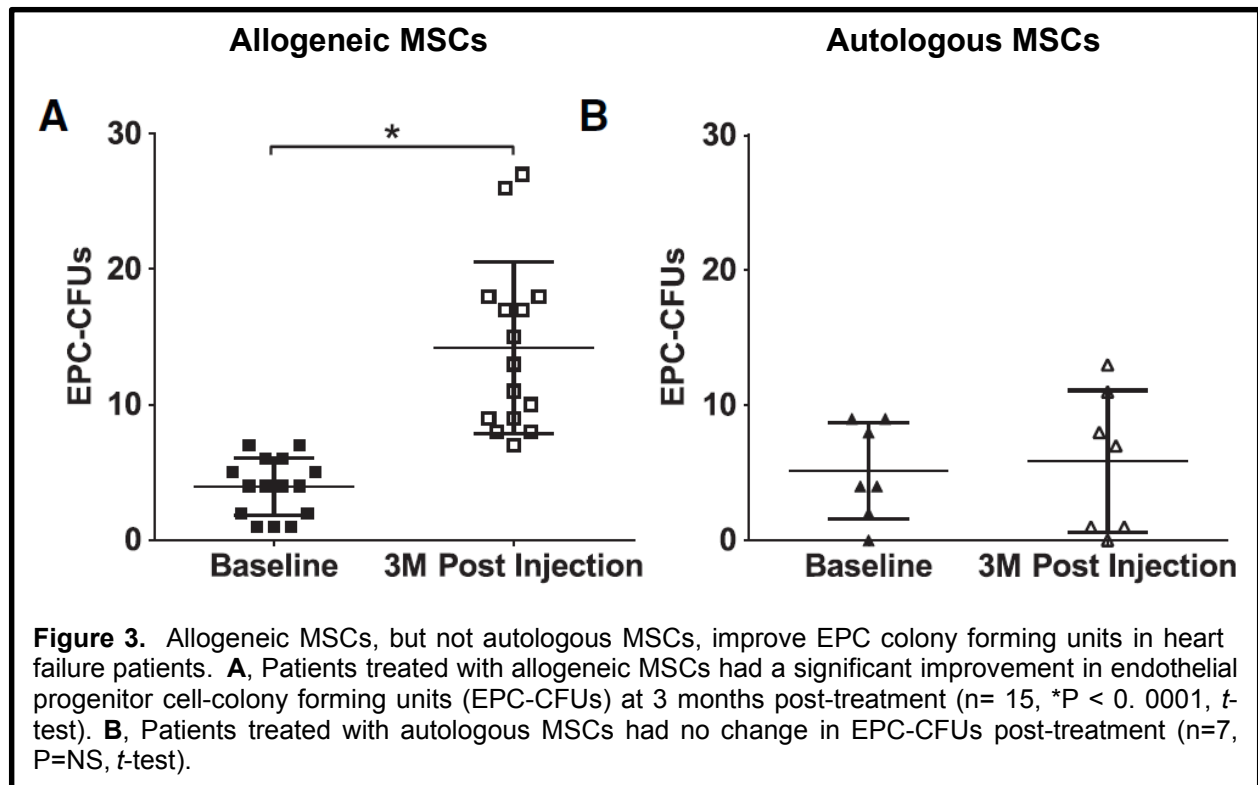 Allogeneic MSCs
Autologous MSCs
A
B
*
30
20
10
0
EPC-CFUs
Baseline
3M Post Injection
30
20
10
0
EPC-CFUs
Baseline
3M Post Injection
Figure 3. Allogeneic MSCs, but not autologous MSCs, improve EPC colony forming units in heart
failure patients. A, Patients treated with allogeneic MSCs had a significant improvement in endothelial
progenitor cell-colony forming units (EPC-CFUs) at 3 months post-treatment (n= 15, *P < 0. 0001, t-
test). B, Patients treated with autologous MSCs had no change in EPC-CFUs post-treatment (n=7,
P=NS, t-test).